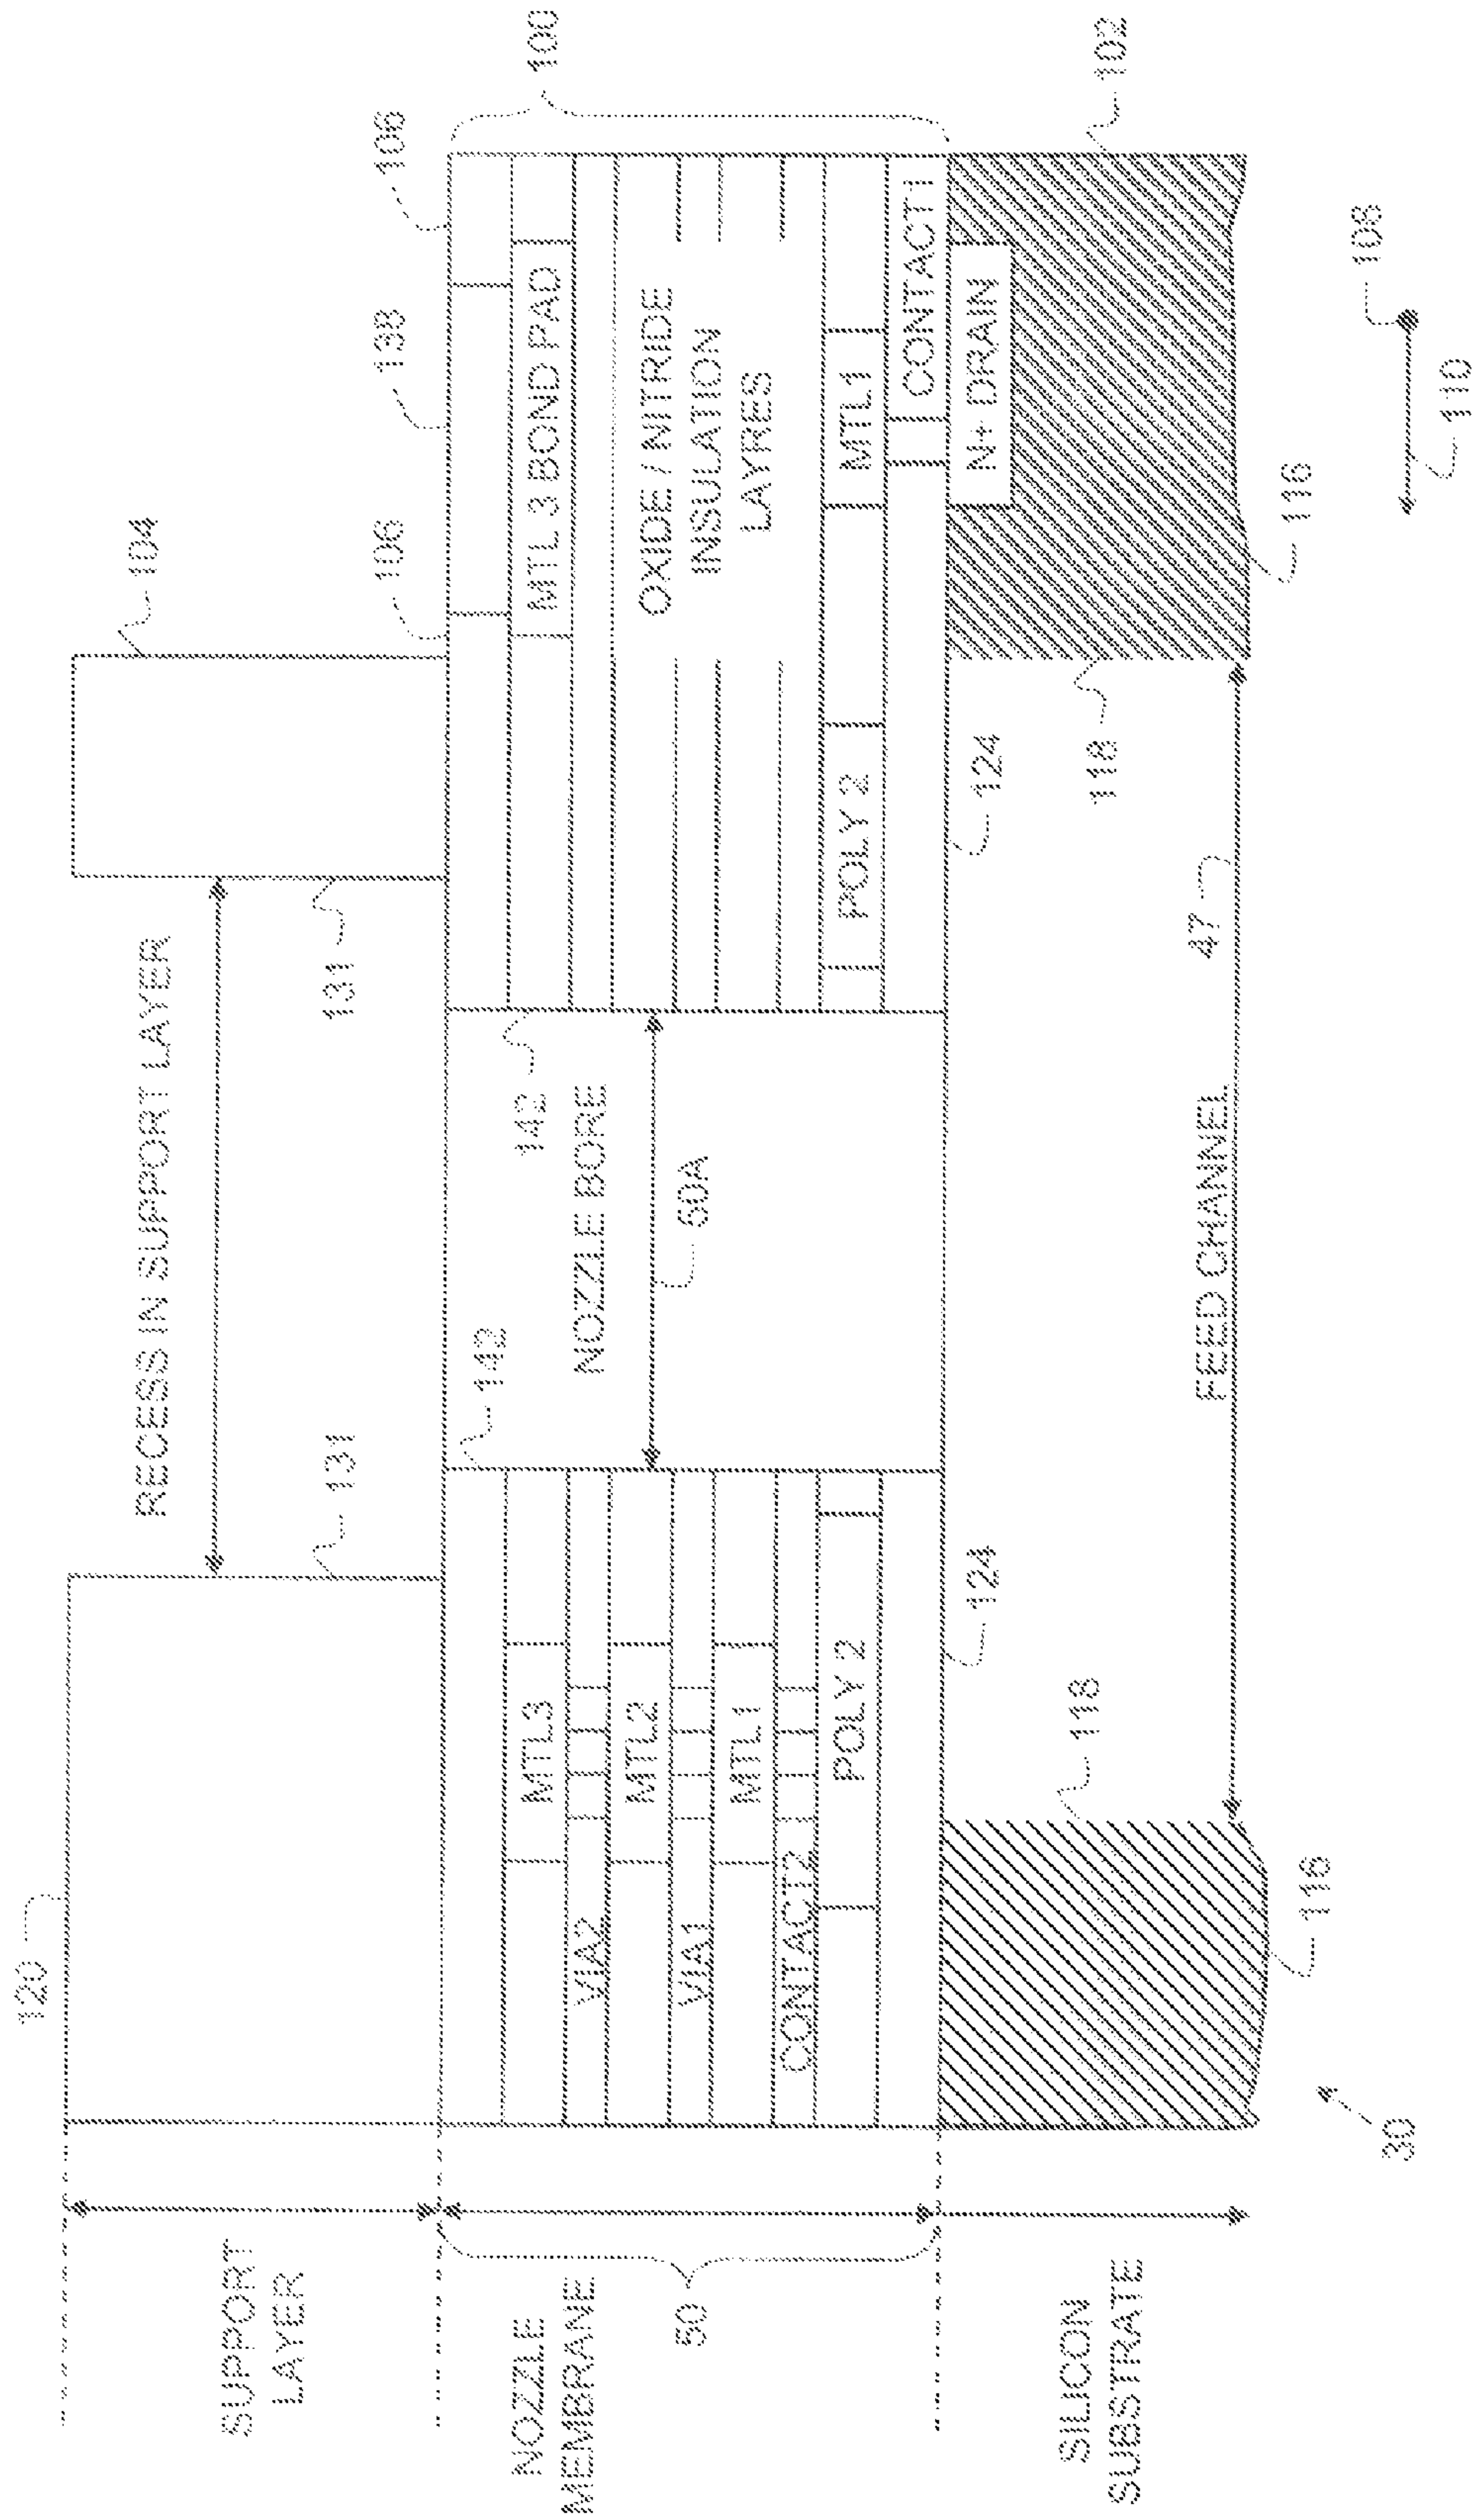 120
104
RECESS IN SUPPORT LAYER
SUPPORT
LAYER
131
131
106
138
106
100
142
142
NOZZLE
MEMBRANE
MTL3
MTL 3 BOND PAD
VIA2
NOZZLE BORE
MTL2
OXIDE / NITRIDE
INSULATION
LAYRES
50
VIA1
60A
MTL1
CONTACT2
POLY 2
POLY 2
MTL1
CONTACT1
N+ DRAIN
124
124
SILICON
SUBSTRATE
118
118
102
FEED CHANNEL
47
116
116
108
30
110